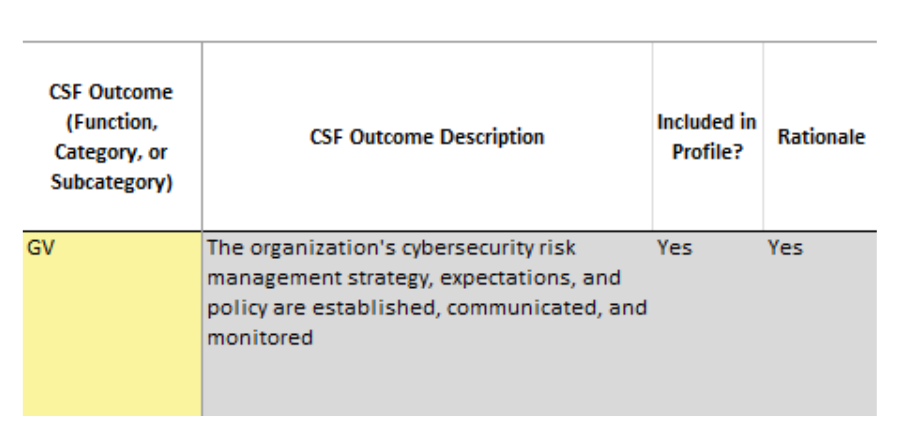 CSF Outcome
(Function,
Category, or
Subcategory)
CSF Outcome Description
Included in
Profile?
Rationale
GV
The organization's cybersecurity risk
management strategy, expectations, and
policy are established, communicated, and
monitored
Yes
Yes